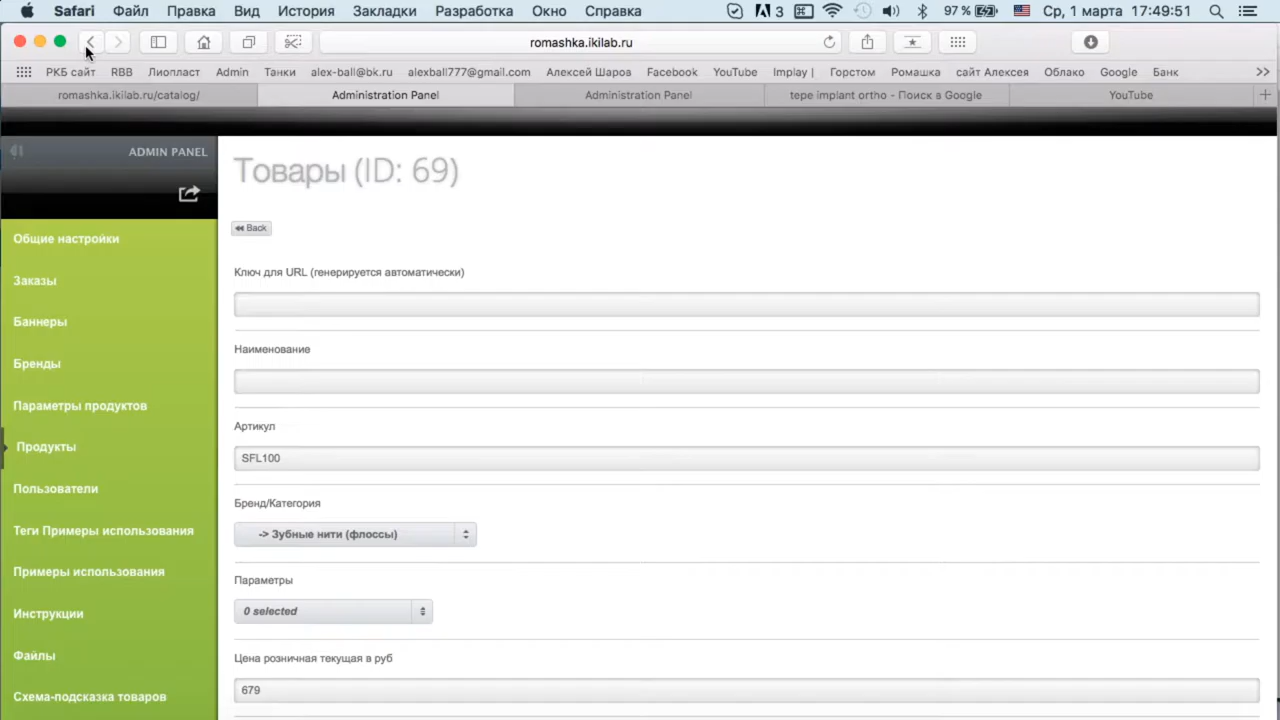 Safari Файл Правка Вид История Закладки Разработка Окно Справка 3 97 % Ср, 1 марта 17:49:51
romashka.ikilab.ru
РКБ сайт RBB Лиопласт Admin Танки alex-ball@bk.ru alexball777@gmail.com Алексей Шаров Facebook YouTube Implay | Горстом Ромашка сайт Алексея Облако Google Банк >>
romashka.ikilab.ru/catalog/ Administration Panel Administration Panel tepe implant ortho - Поиск в Google YouTube +
ADMIN PANEL
Общие настройки
Заказы
Баннеры
Бренды
Параметры продуктов
Продукты
Пользователи
Теги Примеры использования
Примеры использования
Инструкции
Файлы
Схема-подсказка товаров
Товары (ID: 69)
Back
Ключ для URL (генерируется автоматически)
Наименование
Артикул
SFL100
Бренд/Категория
-> Зубные нити (флоссы)
Параметры
0 selected
Цена розничная текущая в руб
679